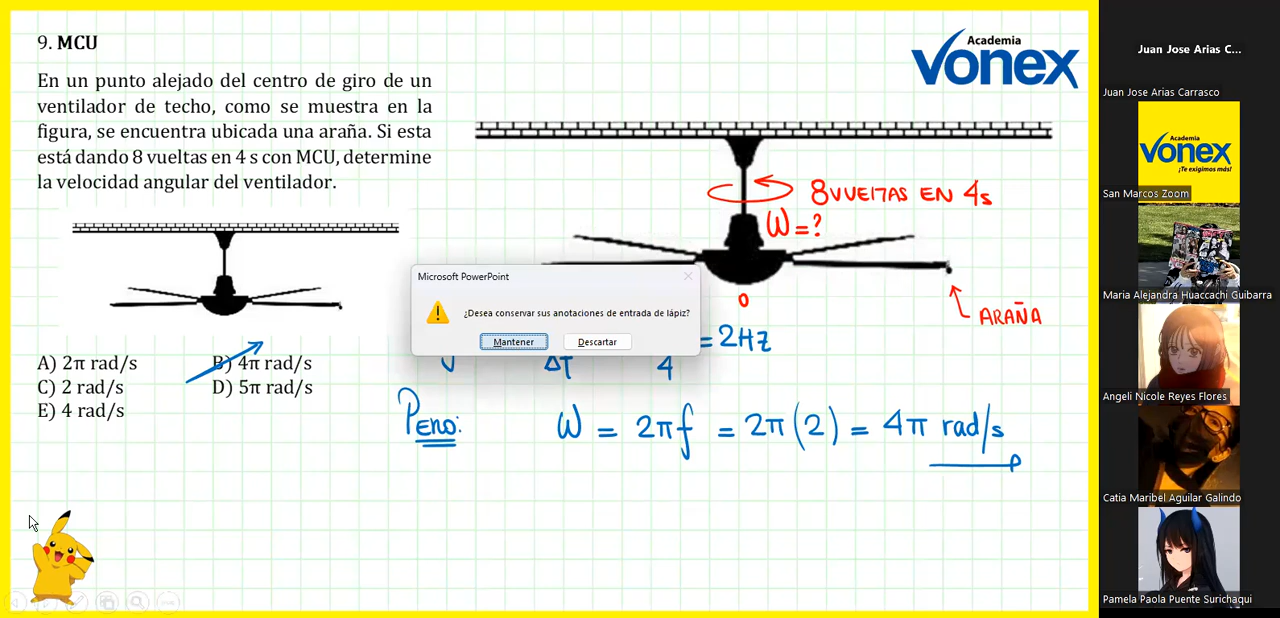 9. MCU
En un punto alejado del centro de giro de un
ventilador de techo, como se muestra en la
figura, se encuentra ubicada una araña. Si esta
está dando 8 vueltas en 4 s con MCU, determine
la velocidad angular del ventilador.
A) 2π rad/s
B) 4π rad/s
C) 2 rad/s
D) 5π rad/s
E) 4 rad/s
Academia
Vonex
8 VUELTAS EN 4s
W = ?
0
ARAÑA
Microsoft PowerPoint
¿Desea conservar sus anotaciones de entrada de lápiz?
Mantener
Descartar
= 2HZ
ΔT
4
PERO:
W = 2πf = 2π(2) = 4π rad/s
Juan Jose Arias C...
Juan Jose Arias Carrasco
Academia
Vonex
¡Te exigimos más!
San Marcos Zoom
Maria Alejandra Huaccachi Guibarra
Angeli Nicole Reyes Flores
Catia Maribel Aguilar Galindo
Pamela Paola Puente Surichaqui